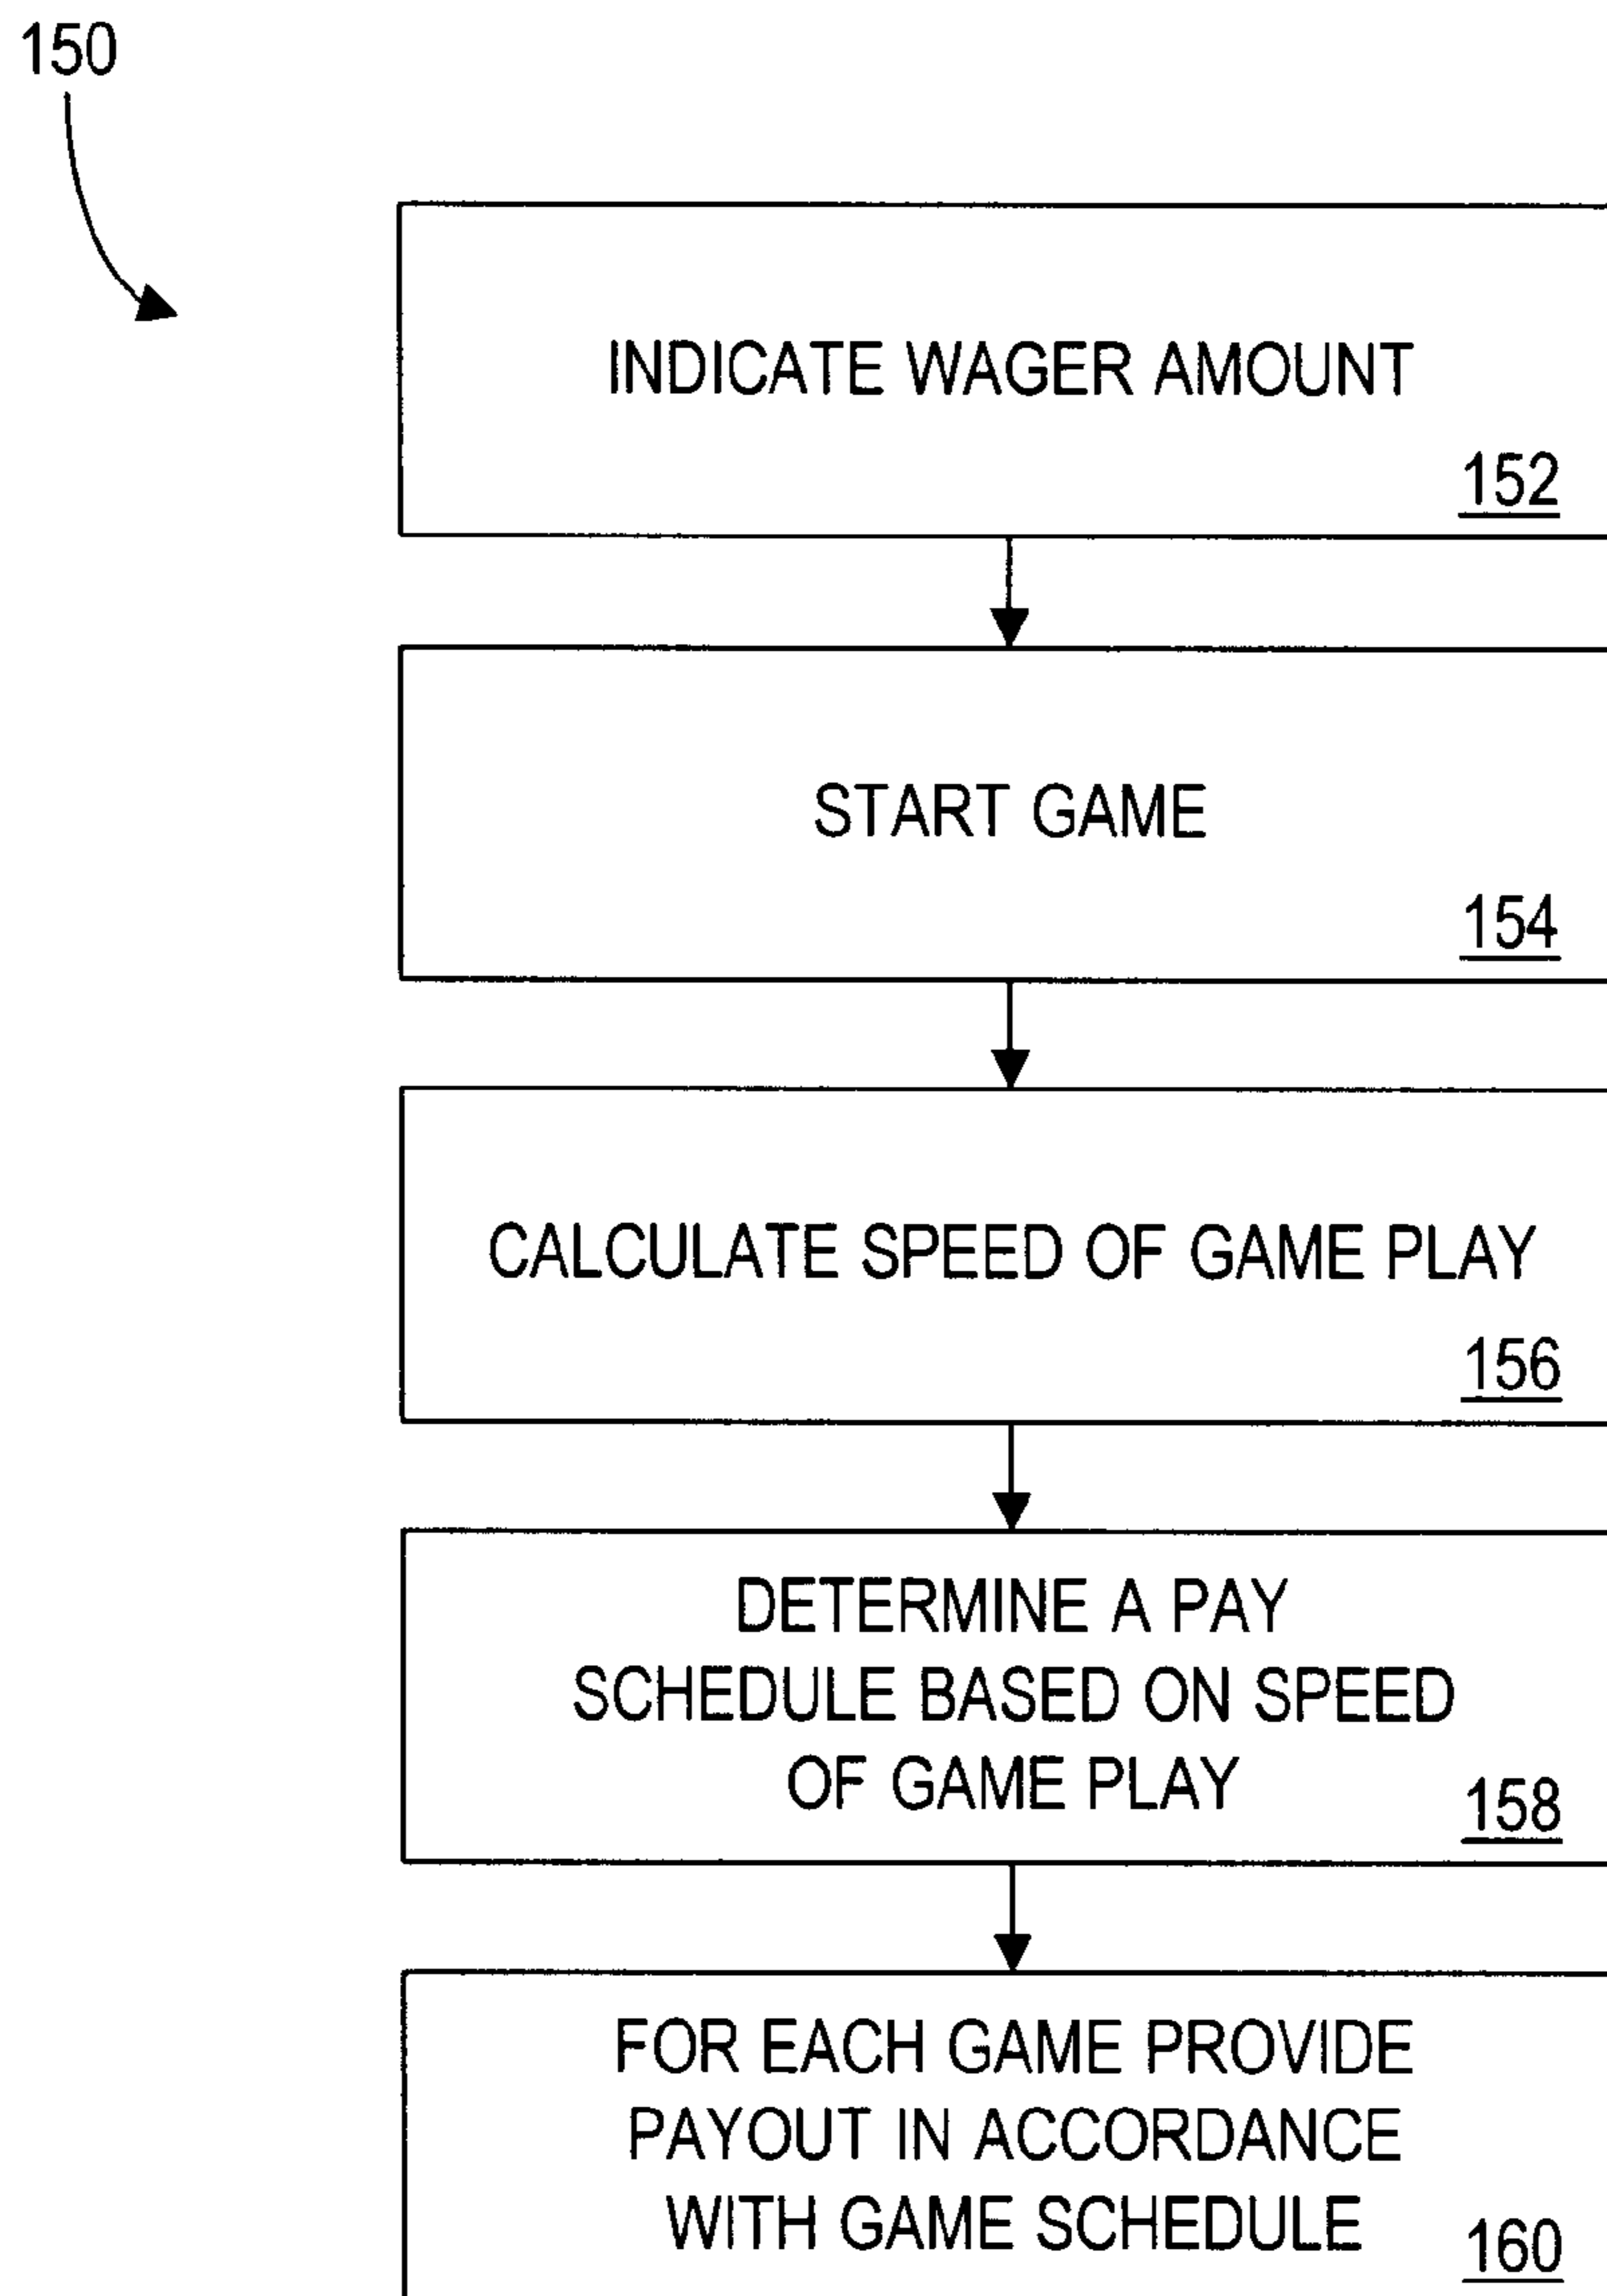 150
INDICATE WAGER AMOUNT
152
START GAME
154
CALCULATE SPEED OF GAME PLAY
156
DETERMINE A PAY
SCHEDULE BASED ON SPEED
OF GAME PLAY
158
FOR EACH GAME PROVIDE
PAYOUT IN ACCORDANCE
WITH GAME SCHEDULE
160